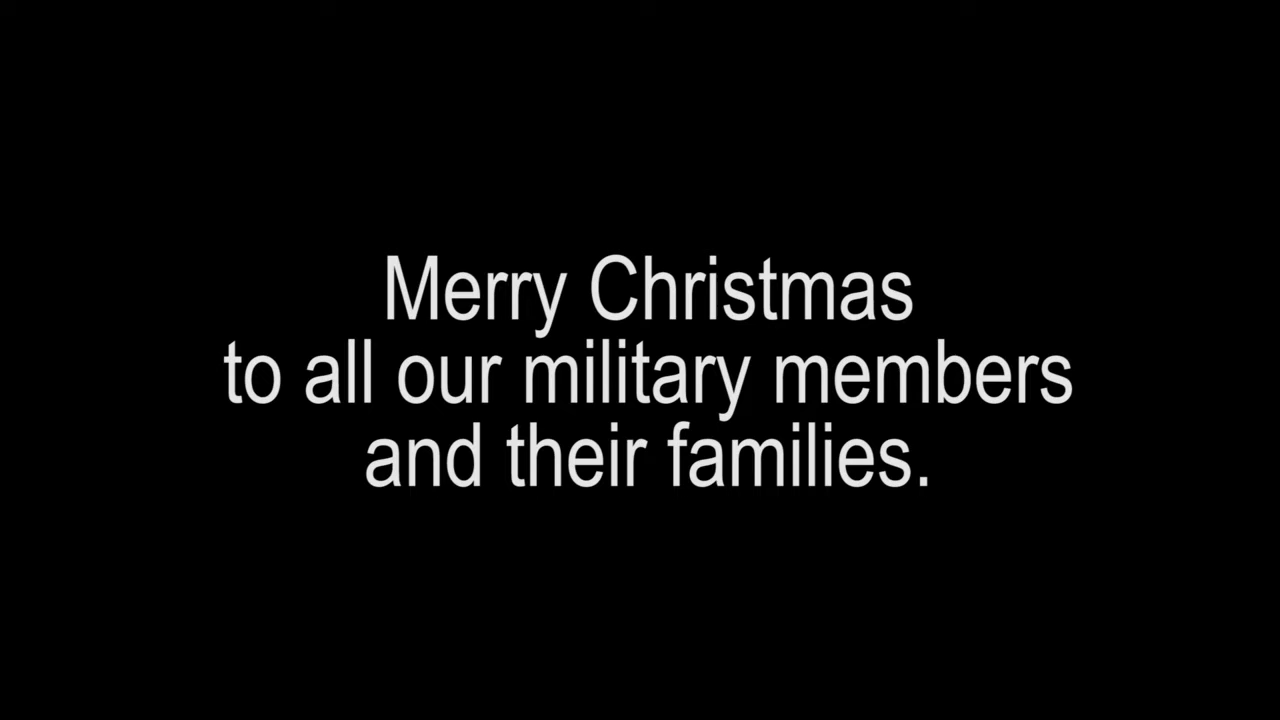 Merry Christmas
to all our military members
and their families.